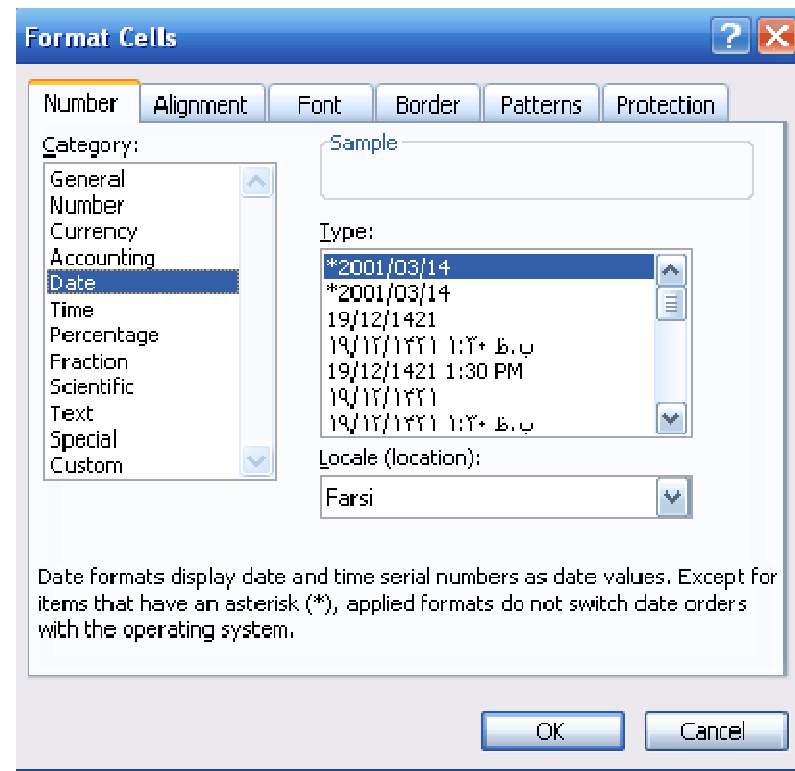 Format Cells
Number Alignment Font Border Patterns Protection
Category:
General
Number
Currency
Accounting
Date
Time
Percentage
Fraction
Scientific
Text
Special
Custom
Sample
Type:
*2001/03/14
*2001/03/14
19/12/1421
۱۹/۱۲/۱۴۲۱ ۱:۳۰ ب.ظ
19/12/1421 1:30 PM
۱۹/۱۲/۱۴۲۱
۱۹/۱۲/۱۴۲۱ ۱:۳۰ ب.ظ
Locale (location):
Farsi
Date formats display date and time serial numbers as date values. Except for
items that have an asterisk (*), applied formats do not switch date orders
with the operating system.
OK Cancel